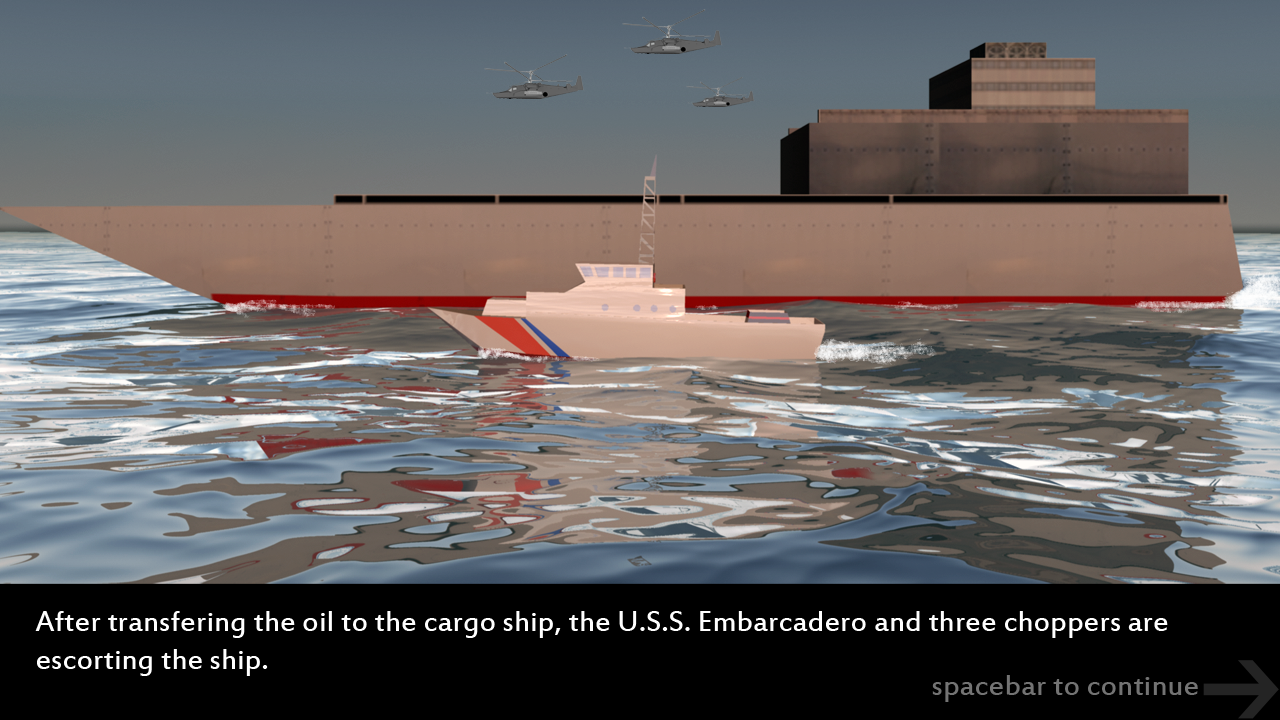 After transfering the oil to the cargo ship, the U.S.S. Embarcadero and three choppers are
escorting the ship.
spacebar to continue